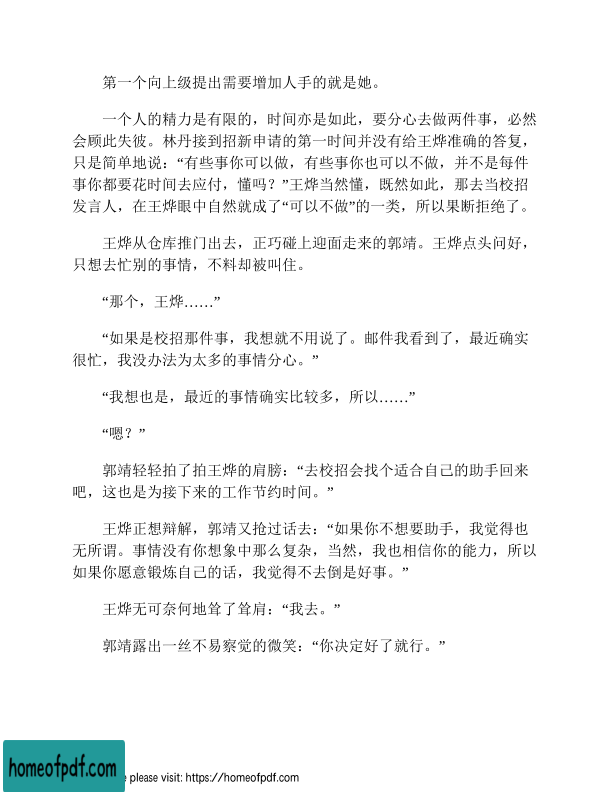 第一个向上级提出需要增加人手的就是她。
一个人的精力是有限的，时间亦是如此，要分心去做两件事，必然
会顾此失彼。林丹接到招新申请的第一时间并没有给王烨准确的答复，
只是简单地说：“有些事你可以做，有些事你也可以不做，并不是每件
事你都要花时间去应付，懂吗？”王烨当然懂，既然如此，那去当校招
发言人，在王烨眼中自然就成了“可以不做”的一类，所以果断拒绝了。
王烨从仓库推门出去，正巧碰上迎面走来的郭靖。王烨点头问好，
只想去忙别的事情，不料却被叫住。
“那个，王烨……”
“如果是校招那件事，我想就不用说了。邮件我看到了，最近确实
很忙，我没办法为太多的事情分心。”
“我想也是，最近的事情确实比较多，所以……”
“嗯？”
郭靖轻轻拍了拍王烨的肩膀：“去校招会找个适合自己的助手回来
吧，这也是为接下来的工作节约时间。”
王烨正想辩解，郭靖又抢过话去：“如果你不想要助手，我觉得也
无所谓。事情没有你想象中那么复杂，当然，我也相信你的能力，所以
如果你愿意锻炼自己的话，我觉得不去倒是好事。”
王烨无可奈何地耸了耸肩：“我去。”
郭靖露出一丝不易察觉的微笑：“你决定好了就行。”
homeofpdf.com
e please visit: https://homeofpdf.com